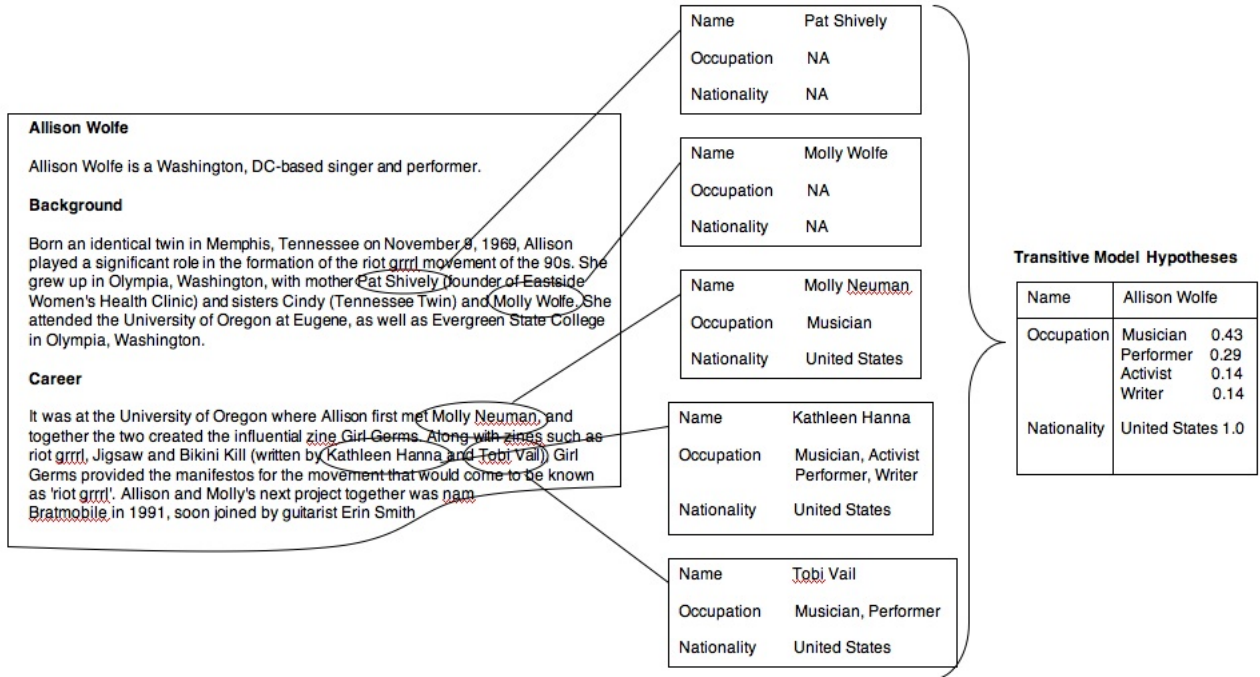 Allison Wolfe
Allison Wolfe is a Washington, DC-based singer and performer.
Background
Born an identical twin in Memphis, Tennessee on November 9, 1969, Allison
played a significant role in the formation of the riot grrrl movement of the 90s. She
grew up in Olympia, Washington, with mother Pat Shively (founder of Eastside
Women's Health Clinic) and sisters Cindy (Tennessee Twin) and Molly Wolfe. She
attended the University of Oregon at Eugene, as well as Evergreen State College
in Olympia, Washington.
Career
It was at the University of Oregon where Allison first met Molly Neuman, and
together the two created the influential zine Girl Germs. Along with zines such as
riot grrrl, Jigsaw and Bikini Kill (written by Kathleen Hanna and Tobi Vail), Girl
Germs provided the manifestos for the movement that would come to be known
as 'riot grrrl'. Allison and Molly's next project together was nam
Bratmobile in 1991, soon joined by guitarist Erin Smith
Name Pat Shively
Occupation NA
Nationality NA
Name Molly Wolfe
Occupation NA
Nationality NA
Name Molly Neuman
Occupation Musician
Nationality United States
Name Kathleen Hanna
Occupation Musician, Activist
Performer, Writer
Nationality United States
Name Tobi Vail
Occupation Musician, Performer
Nationality United States
Transitive Model Hypotheses
Name Allison Wolfe
Occupation Musician 0.43
Performer 0.29
Activist 0.14
Writer 0.14
Nationality United States 1.0